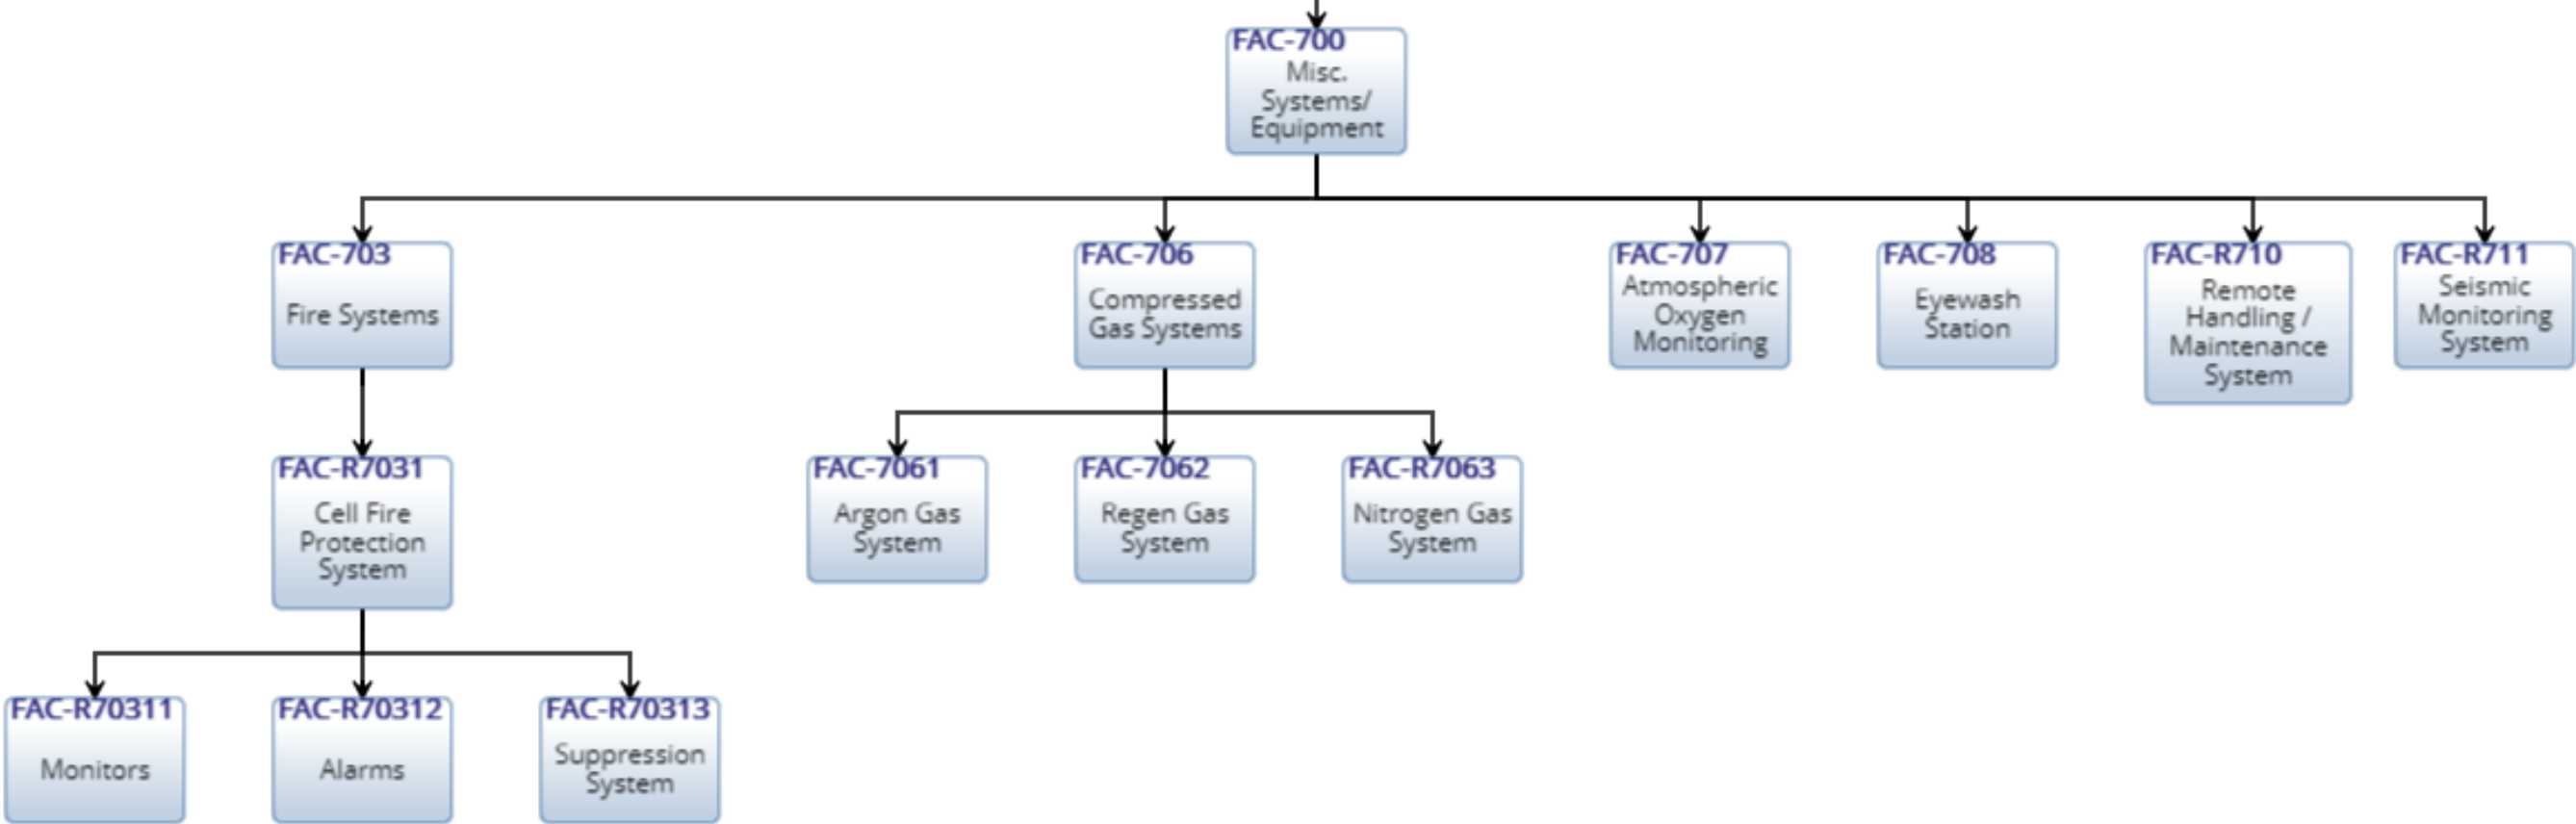 FAC-700
Misc.
Systems/
Equipment
FAC-703
Fire Systems
FAC-706
Compressed
Gas Systems
FAC-707
Atmospheric
Oxygen
Monitoring
FAC-708
Eyewash
Station
FAC-R710
Remote
Handling /
Maintenance
System
FAC-R711
Seismic
Monitoring
System
FAC-R7031
Cell Fire
Protection
System
FAC-7061
Argon Gas
System
FAC-7062
Regen Gas
System
FAC-R7063
Nitrogen Gas
System
FAC-R70311
Monitors
FAC-R70312
Alarms
FAC-R70313
Suppression
System